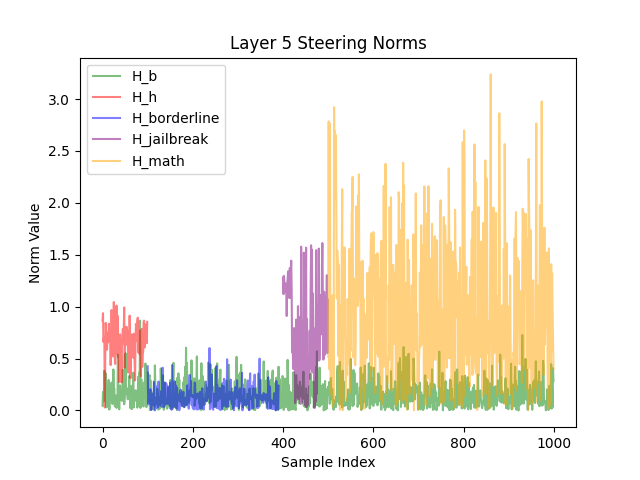 Layer 5 Steering Norms
H_b
H_h
H_borderline
H_jailbreak
H_math
Norm Value
3.0
2.5
2.0
1.5
1.0
0.5
0.0
0 200 400 600 800 1000
Sample Index